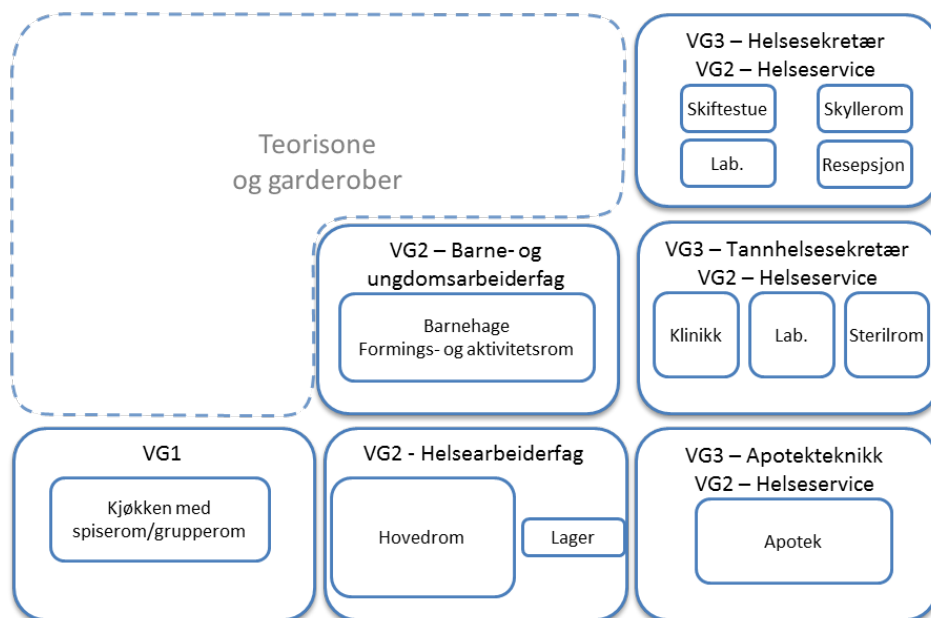 Teorisone
og garderober
VG3 – Helsesekretær
VG2 – Helseservice
Skiftestue
Skyllerom
Lab.
Resepsjon
VG2 – Barne- og
ungdomsarbeiderfag
Barnehage
Formings- og aktivitetsrom
VG3 – Tannhelsesekretær
VG2 – Helseservice
Klinikk
Lab.
Sterilrom
VG1
Kjøkken med
spiserom/grupperom
VG2 - Helsearbeiderfag
Hovedrom
Lager
VG3 – Apotekteknikk
VG2 – Helseservice
Apotek